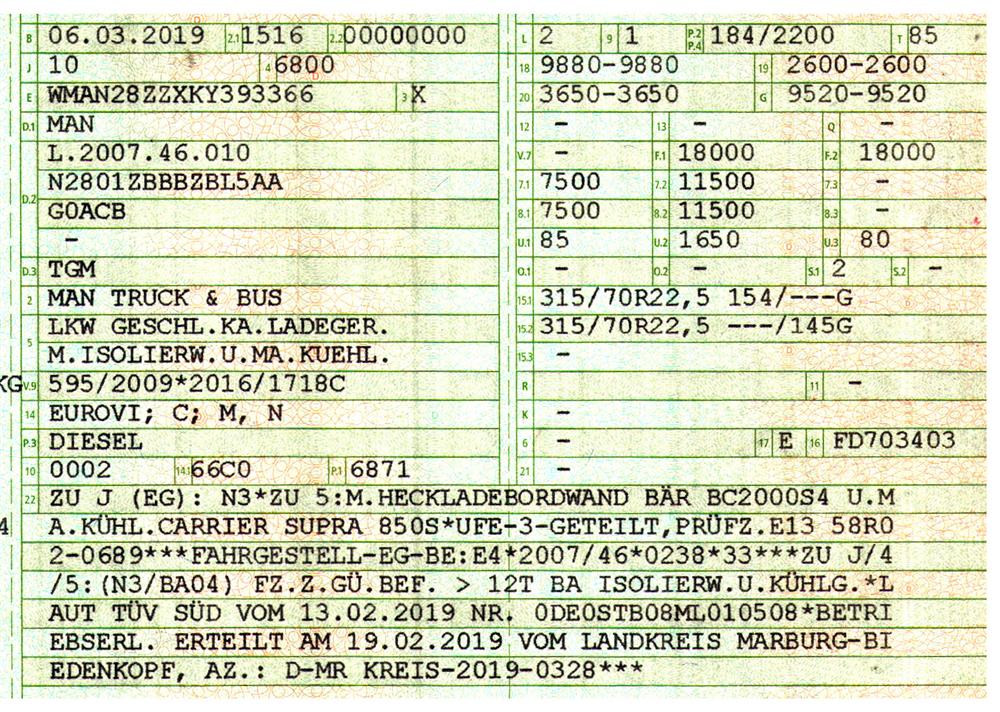 B 06.03.2019 2.1 1516 2.2 00000000 L 2 9 1 P.2 P.4 184/2200 T 85
J 10 4 6800 18 9880-9880 19 2600-2600
E WMAN28ZZXKY393366 3 X 20 3650-3650 G 9520-9520
D.1 MAN 12 - 13 - Q -
L.2007.46.010 V.7 - F.1 18000 F.2 18000
D.2 N2801ZBBBZBL5AA 7.1 7500 7.2 11500 7.3 -
G0ACB 8.1 7500 8.2 11500 8.3 -
- U.1 85 U.2 1650 U.3 80
D.3 TGM O.1 - O.2 - S.1 2 S.2 -
2 MAN TRUCK & BUS 15.1 315/70R22,5 154/---G
5 LKW GESCHL.KA.LADEGER. 15.2 315/70R22,5 ---/145G
M.ISOLIERW.U.MA.KUEHL. 15.3 -
KG V.9 595/2009*2016/1718C R 11 -
14 EUROVI; C; M, N K -
P.3 DIESEL 6 - 17 E 16 FD703403
10 0002 14.1 66C0 P.1 6871 21 -
22 ZU J (EG): N3*ZU 5:M.HECKLADEBORDWAND BÄR BC2000S4 U.M
4 A.KÜHL.CARRIER SUPRA 850S*UFE-3-GETEILT,PRÜFZ.E13 58R0
2-0689***FAHRGESTELL-EG-BE:E4*2007/46*0238*33***ZU J/4
/5:(N3/BA04) FZ.Z.GÜ.BEF. > 12T BA ISOLIERW.U.KÜHLG.*L
AUT TÜV SÜD VOM 13.02.2019 NR. 0DE0STB08ML010508*BETRI
EBSERL. ERTEILT AM 19.02.2019 VOM LANDKREIS MARBURG-BI
EDENKOPF, AZ.: D-MR KREIS-2019-0328***